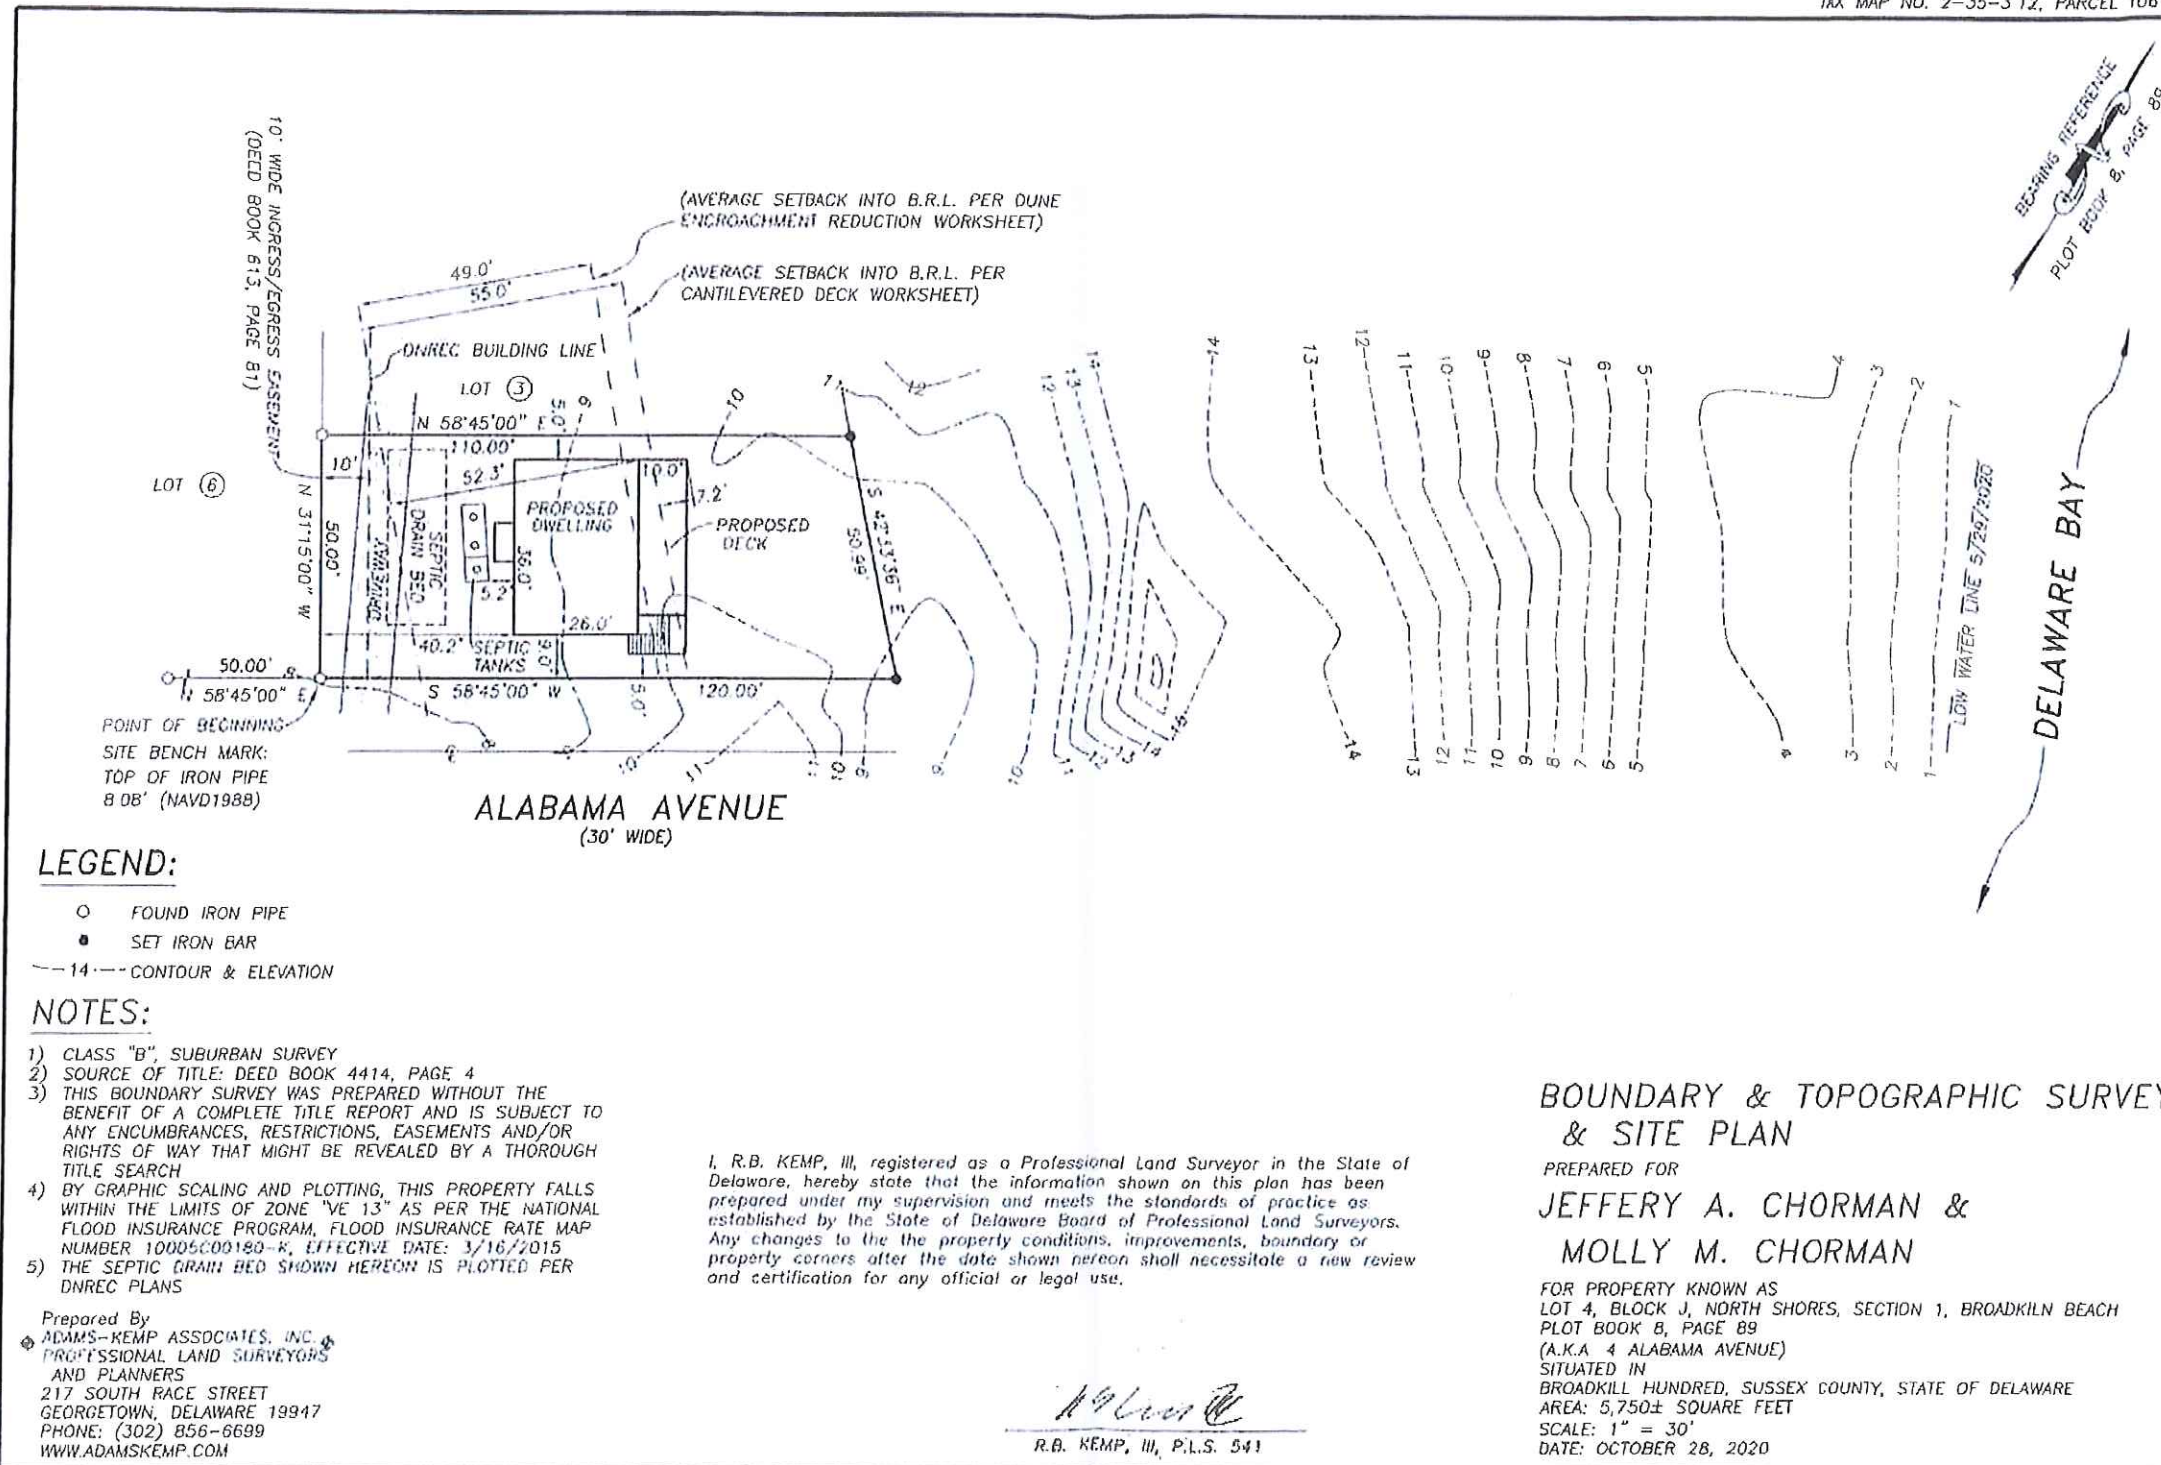 TAX MAP NO. 2-35-3 12, PARCEL 106
BEARING REFERENCE
PLOT BOOK 8, PAGE 89
10' WIDE INGRESS/EGRESS EASEMENT
(DEED BOOK 613, PAGE 81)
(AVERAGE SETBACK INTO B.R.L. PER DUNE
ENCROACHMENT REDUCTION WORKSHEET)
(AVERAGE SETBACK INTO B.R.L. PER
CANTILEVERED DECK WORKSHEET)
49.0'
55.0'
DNREC BUILDING LINE
LOT 3
N 58°45'00" E
110.00'
5.0'
LOT 6
10'
52.3'
10.0'
7.2'
N 31°15'00" W
50.00'
DRIVEWAY
SEPTIC
DRAIN BED
PROPOSED
DWELLING
36.0'
5.2'
26.0'
PROPOSED
DECK
S 42°33'36" E
50.99'
40.2'
SEPTIC
TANKS
9.0'
50.00'
N 58°45'00" E
S 58°45'00" W
5.0'
120.00'
POINT OF BEGINNING
SITE BENCH MARK:
TOP OF IRON PIPE
8.08' (NAVD1988)
ALABAMA AVENUE
(30' WIDE)
14
13
12
11
10
9
8
7
6
5
4
3
2
1
LOW WATER LINE 5/29/2020
DELAWARE BAY
LEGEND:
FOUND IRON PIPE
SET IRON BAR
14 CONTOUR & ELEVATION
NOTES:
1) CLASS "B", SUBURBAN SURVEY
2) SOURCE OF TITLE: DEED BOOK 4414, PAGE 4
3) THIS BOUNDARY SURVEY WAS PREPARED WITHOUT THE
BENEFIT OF A COMPLETE TITLE REPORT AND IS SUBJECT TO
ANY ENCUMBRANCES, RESTRICTIONS, EASEMENTS AND/OR
RIGHTS OF WAY THAT MIGHT BE REVEALED BY A THOROUGH
TITLE SEARCH
4) BY GRAPHIC SCALING AND PLOTTING, THIS PROPERTY FALLS
WITHIN THE LIMITS OF ZONE "VE 13" AS PER THE NATIONAL
FLOOD INSURANCE PROGRAM, FLOOD INSURANCE RATE MAP
NUMBER 10005C00180-K, EFFECTIVE DATE: 3/16/2015
5) THE SEPTIC DRAIN BED SHOWN HEREON IS PLOTTED PER
DNREC PLANS
Prepared By
ADAMS-KEMP ASSOCIATES, INC.
PROFESSIONAL LAND SURVEYORS
AND PLANNERS
217 SOUTH RACE STREET
GEORGETOWN, DELAWARE 19947
PHONE: (302) 856-6699
WWW.ADAMSKEMP.COM
I, R.B. KEMP, III, registered as a Professional Land Surveyor in the State of
Delaware, hereby state that the information shown on this plan has been
prepared under my supervision and meets the standards of practice as
established by the State of Delaware Board of Professional Land Surveyors.
Any changes to the the property conditions, improvements, boundary or
property corners after the date shown hereon shall necessitate a new review
and certification for any official or legal use.
R.B. KEMP, III, P.L.S. 541
BOUNDARY & TOPOGRAPHIC SURVEY
& SITE PLAN
PREPARED FOR
JEFFERY A. CHORMAN &
MOLLY M. CHORMAN
FOR PROPERTY KNOWN AS
LOT 4, BLOCK J, NORTH SHORES, SECTION 1, BROADKILN BEACH
PLOT BOOK 8, PAGE 89
(A.K.A 4 ALABAMA AVENUE)
SITUATED IN
BROADKILL HUNDRED, SUSSEX COUNTY, STATE OF DELAWARE
AREA: 5,750± SQUARE FEET
SCALE: 1" = 30'
DATE: OCTOBER 28, 2020